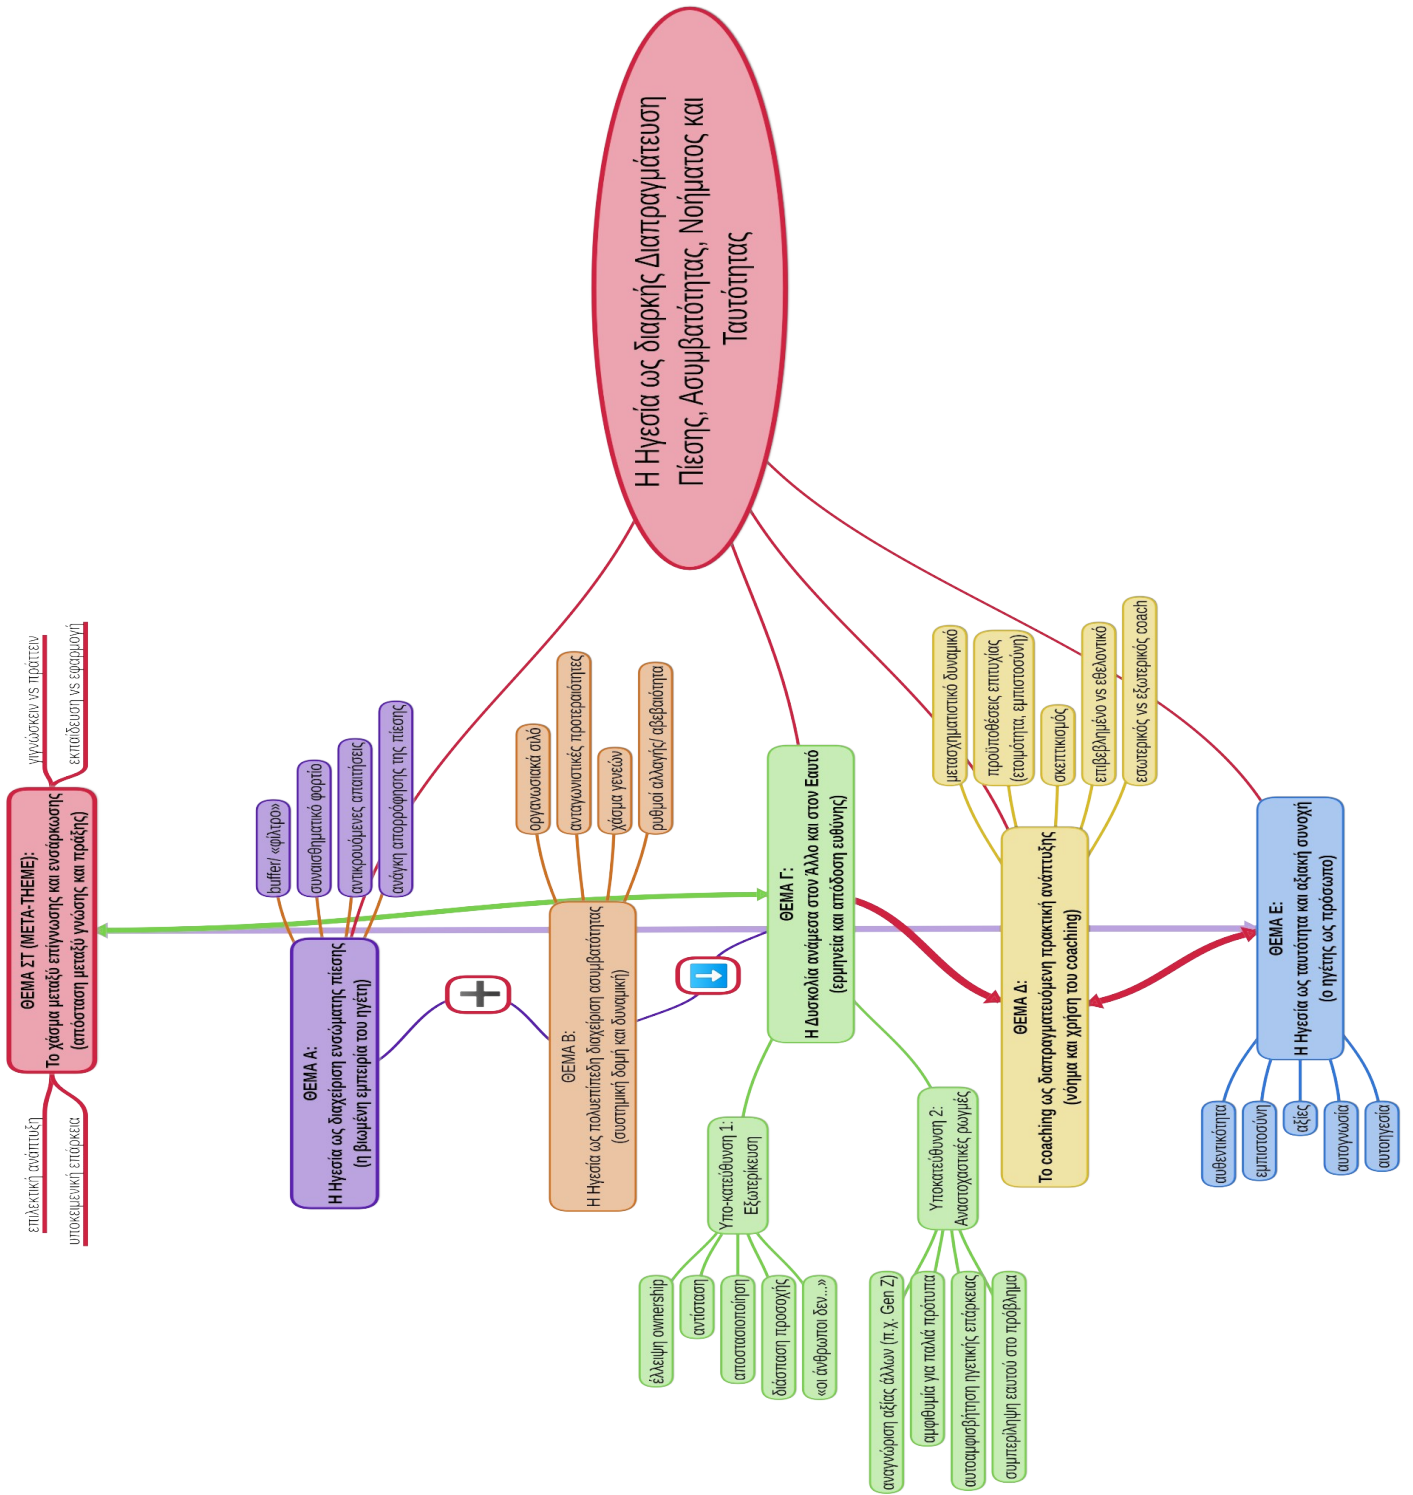 Η Ηγεσία ως διαρκής Διαπραγμάτευση
Πίεσης, Ασυμβατότητας, Νοήματος και
Ταυτότητας
ΘΕΜΑ ΣΤ (META-THEME):
Το χάσμα μεταξύ επίγνωσης και ενσάρκωσης
(απόσταση μεταξύ γνώσης και πράξης)
γιγνώσκειν vs πράττειν
εκπαίδευση vs εφαρμογή
επιλεκτική ανάπτυξη
υποκειμενική επάρκεια
ΘΕΜΑ Α:
Η Ηγεσία ως διαχείριση ενσώματης πίεσης
(η βιωμένη εμπειρία του ηγέτη)
buffer/ «φίλτρο»
συναισθηματικό φορτίο
αντικρουόμενες απαιτήσεις
ανάγκη απορρόφησης της πίεσης
ΘΕΜΑ Β:
Η Ηγεσία ως πολυεπίπεδη διαχείριση ασυμβατότητας
(συστημική δομή και δυναμική)
οργανωσιακά σιλό
ανταγωνιστικές προτεραιότητες
χάσμα γενεών
ρυθμοί αλλαγής/ αβεβαιότητα
ΘΕΜΑ Γ:
Η Δυσκολία ανάμεσα στον Άλλο και στον Εαυτό
(ερμηνεία και απόδοση ευθύνης)
Υπο-κατεύθυνση 1:
Εξωτερίκευση
έλλειψη ownership
αντίσταση
αποστασιοποίηση
διάσπαση προσοχής
«οι άνθρωποι δεν...»
Υποκατεύθυνση 2:
Αναστοχαστικές ρωγμές
αναγνώριση αξίας άλλων (π.χ. Gen Z)
αμφιθυμία για παλιά πρότυπα
αυτοαμφισβήτηση ηγετικής επάρκειας
συμπερίληψη εαυτού στο πρόβλημα
ΘΕΜΑ Δ:
Το coaching ως διαπραγματευόμενη πρακτική ανάπτυξης
(νόημα και χρήση του coaching)
μετασχηματιστικό δυναμικό
προϋποθέσεις επιτυχίας
(ετοιμότητα, εμπιστοσύνη)
σκεπτικισμός
επιβεβλημένο vs εθελοντικό
εσωτερικός vs εξωτερικός coach
ΘΕΜΑ Ε:
Η Ηγεσία ως ταυτότητα και αξιακή συνοχή
(ο ηγέτης ως πρόσωπο)
αυθεντικότητα
εμπιστοσύνη
αξίες
αυτογνωσία
αυτοηγεσία